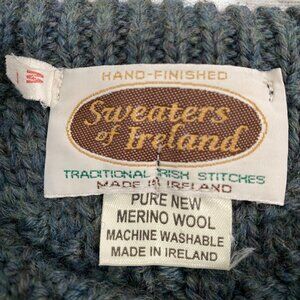 M
HAND-FINISHED
Sweaters
of Ireland
TRADITIONAL IRISH STITCHES
MADE IN IRELAND
PURE NEW
MERINO WOOL
MACHINE WASHABLE
MADE IN IRELAND